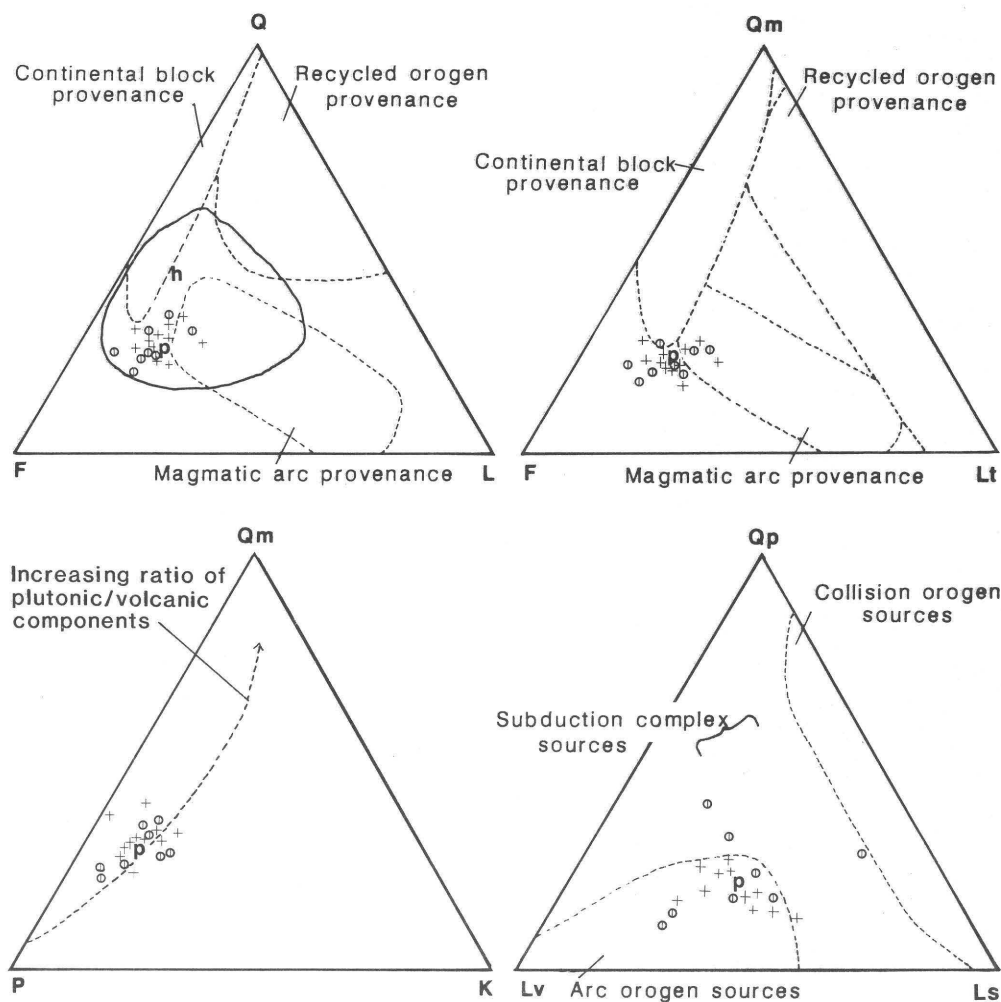 Q
Continental block
provenance
Recycled orogen
provenance
h
p
F
L
Magmatic arc provenance
Qm
Recycled orogen
provenance
Continental block
provenance
p
F
Lt
Magmatic arc provenance
Qm
Increasing ratio of
plutonic/volcanic
components
p
P
K
Qp
Collision orogen
sources
Subduction complex
sources
p
Lv
Arc orogen sources
Ls